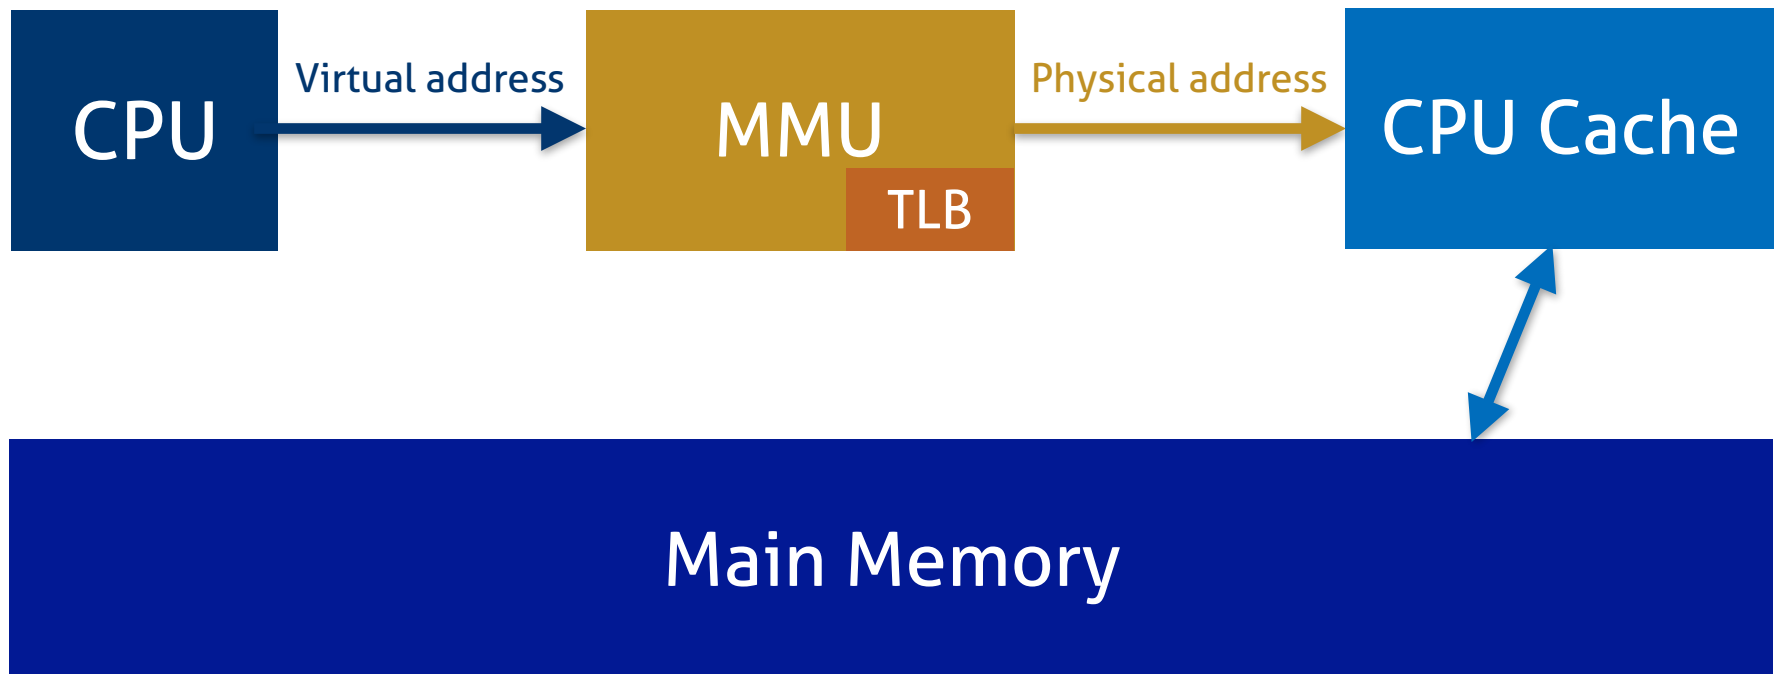 CPU
Virtual address
MMU
TLB
Physical address
CPU Cache
Main Memory